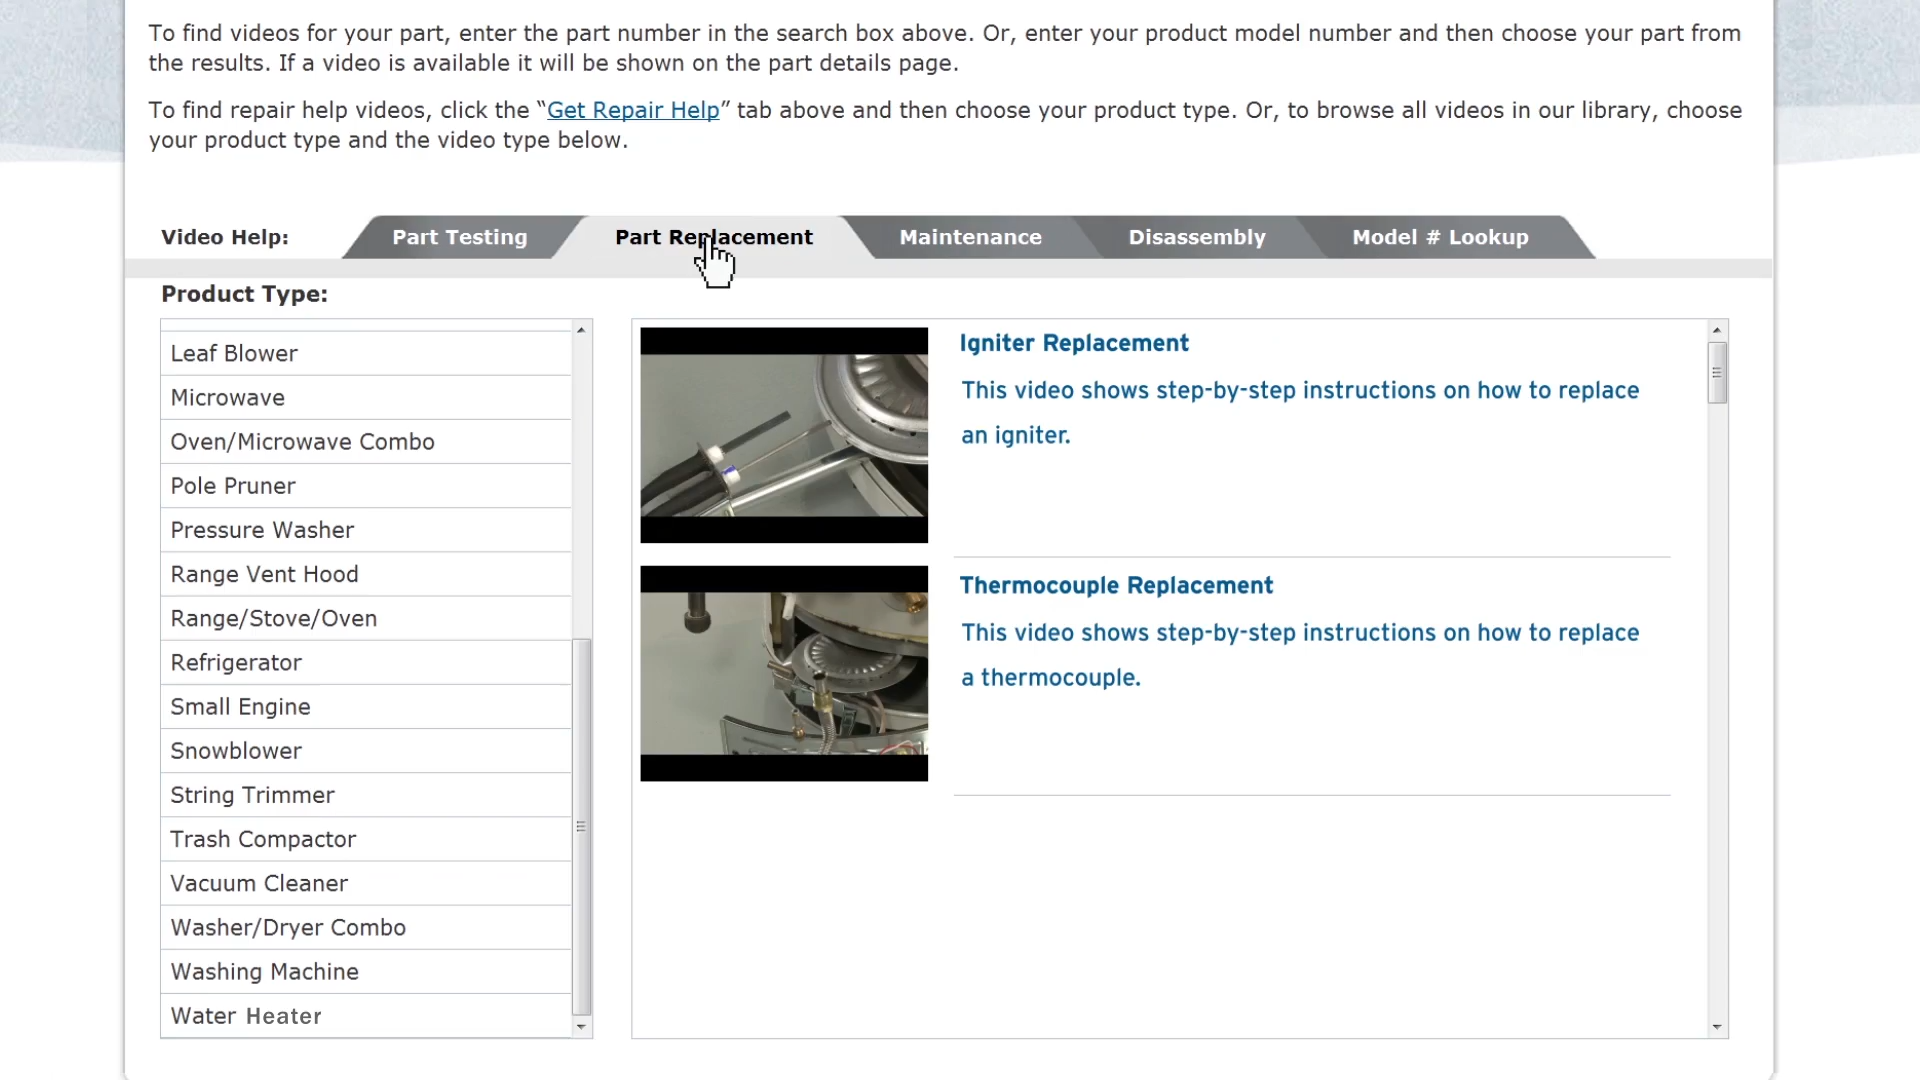 To find videos for your part, enter the part number in the search box above. Or, enter your product model number and then choose your part from
the results. If a video is available it will be shown on the part details page.
To find repair help videos, click the “Get Repair Help” tab above and then choose your product type. Or, to browse all videos in our library, choose
your product type and the video type below.
Video Help: Part Testing Part Replacement Maintenance Disassembly Model # Lookup
Product Type:
Leaf Blower
Microwave
Oven/Microwave Combo
Pole Pruner
Pressure Washer
Range Vent Hood
Range/Stove/Oven
Refrigerator
Small Engine
Snowblower
String Trimmer
Trash Compactor
Vacuum Cleaner
Washer/Dryer Combo
Washing Machine
Water Heater
Igniter Replacement
This video shows step-by-step instructions on how to replace
an igniter.
Thermocouple Replacement
This video shows step-by-step instructions on how to replace
a thermocouple.